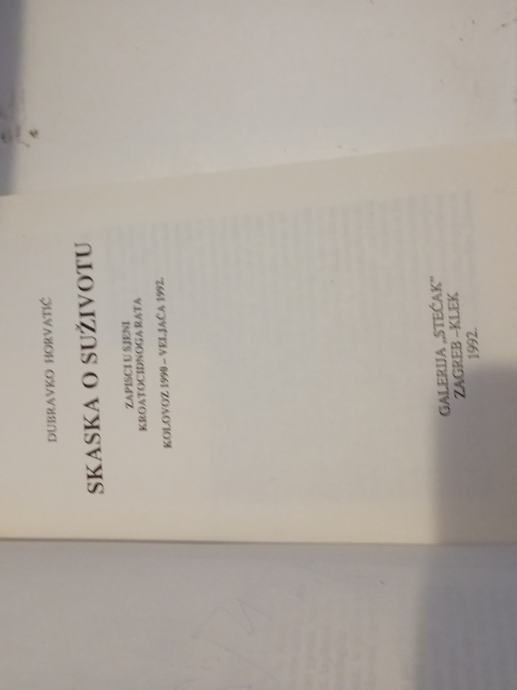 DUBRAVKO HORVATIĆ
SKASKA O SUŽIVOTU
ZAPISCI U SJENI
KROATOCIDNOGA RATA
KOLOVOZ 1990 – VELJAČA 1992.
GALERIJA „STEĆAK"
ZAGREB –KLEK
1992.